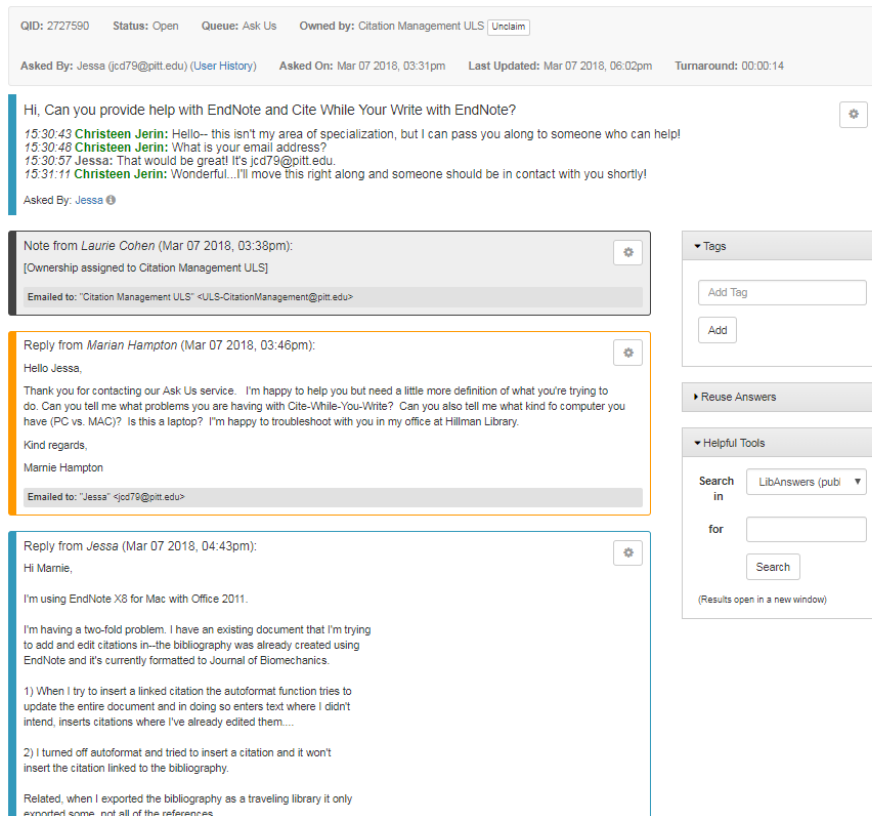 QID: 2727590 Status: Open Queue: Ask Us Owned by: Citation Management ULS Unclaim
Asked By: Jessa (jcd79@pitt.edu) (User History) Asked On: Mar 07 2018, 03:31pm Last Updated: Mar 07 2018, 06:02pm Turnaround: 00:00:14
Hi, Can you provide help with EndNote and Cite While Your Write with EndNote?
15:30:43 Christeen Jerin: Hello-- this isn't my area of specialization, but I can pass you along to someone who can help!
15:30:48 Christeen Jerin: What is your email address?
15:30:57 Jessa: That would be great! It's jcd79@pitt.edu.
15:31:11 Christeen Jerin: Wonderful...I'll move this right along and someone should be in contact with you shortly!
Asked By: Jessa
Note from Laurie Cohen (Mar 07 2018, 03:38pm):
[Ownership assigned to Citation Management ULS]
Emailed to: "Citation Management ULS" <ULS-CitationManagement@pitt.edu>
Reply from Marian Hampton (Mar 07 2018, 03:46pm):
Hello Jessa,
Thank you for contacting our Ask Us service. I'm happy to help you but need a little more definition of what you're trying to
do. Can you tell me what problems you are having with Cite-While-You-Write? Can you also tell me what kind fo computer you
have (PC vs. MAC)? Is this a laptop? I"m happy to troubleshoot with you in my office at Hillman Library.
Kind regards,
Marnie Hampton
Emailed to: "Jessa" <jcd79@pitt.edu>
Reply from Jessa (Mar 07 2018, 04:43pm):
Hi Marnie,
I'm using EndNote X8 for Mac with Office 2011.
I'm having a two-fold problem. I have an existing document that I'm trying
to add and edit citations in--the bibliography was already created using
EndNote and it's currently formatted to Journal of Biomechanics.
1) When I try to insert a linked citation the autoformat function tries to
update the entire document and in doing so enters text where I didn't
intend, inserts citations where I've already edited them....
2) I turned off autoformat and tried to insert a citation and it won't
insert the citation linked to the bibliography.
Related, when I exported the bibliography as a traveling library it only
exported some, not all of the references
Tags
Add Tag
Add
Reuse Answers
Helpful Tools
Search in LibAnswers (publ
for
Search
(Results open in a new window)